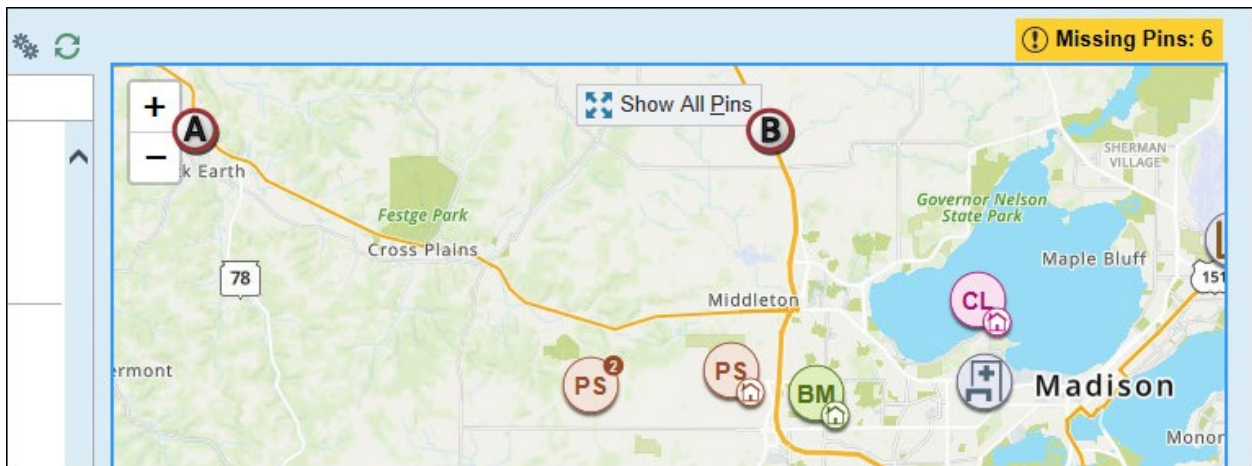 Missing Pins: 6
+
Show All Pins
A
B
−
SHERMAN
VILLAGE
k Earth
Governor Nelson
State Park
Festge Park
Cross Plains
Maple Bluff
L
78
151
Middleton
CL
ermont
2
PS
PS
BM
Madison
Monor